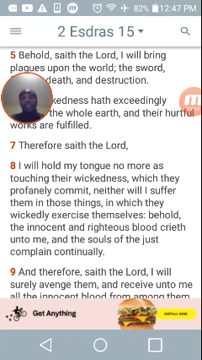 82% 12:47 PM
2 Esdras 15
5 Behold, saith the Lord, I will bring
plagues upon the world; the sword,
death, and destruction.
kedness hath exceedingly
the whole earth, and their hurtful
works are fulfilled.
7 Therefore saith the Lord,
8 I will hold my tongue no more as
touching their wickedness, which they
profanely commit, neither will I suffer
them in those things, in which they
wickedly exercise themselves: behold,
the innocent and righteous blood crieth
unto me, and the souls of the just
complain continually.
9 And therefore, saith the Lord, I will
surely avenge them, and receive unto me
all the innocent blood from among them
Get Anything
INSTALL NOW